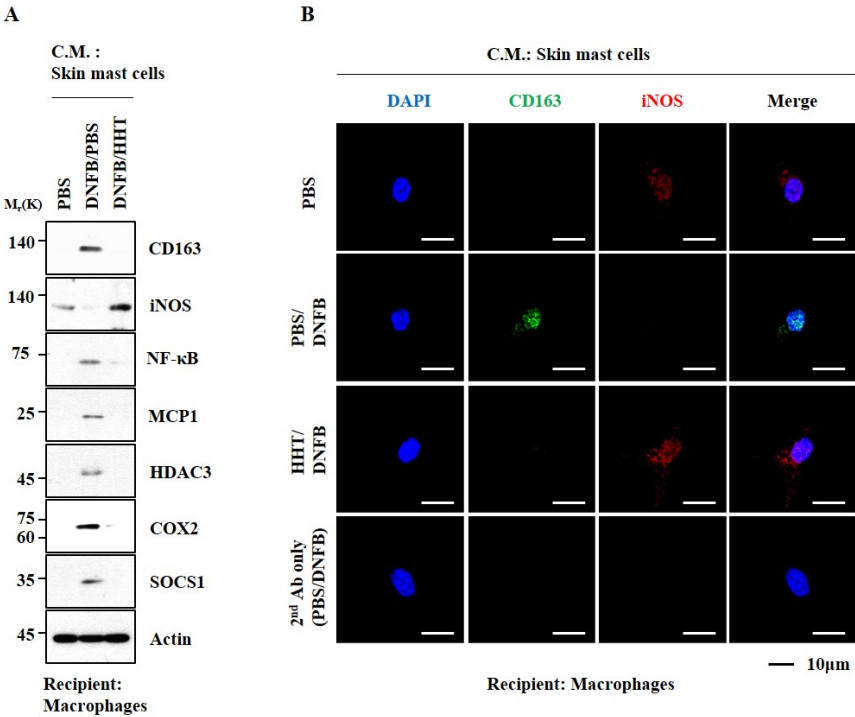 A
C.M. :
Skin mast cells
Mr(K)
PBS
DNFB/PBS
DNFB/HHT
140
CD163
140
iNOS
75
NF-κB
25
MCP1
45
HDAC3
75
60
COX2
35
SOCS1
45
Actin
Recipient:
Macrophages
B
C.M.: Skin mast cells
DAPI CD163 iNOS Merge
PBS
PBS/
DNFB
HHT/
DNFB
2nd Ab only
(PBS/DNFB)
10μm
Recipient: Macrophages